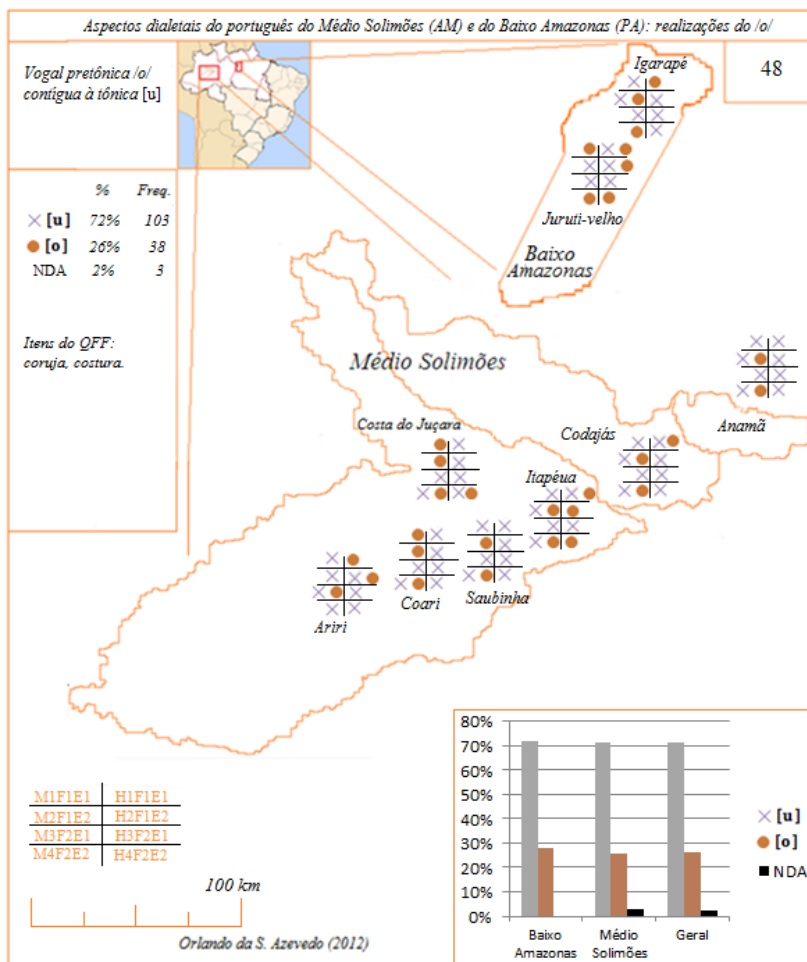 Aspectos dialetais do português do Médio Solimões (AM) e do Baixo Amazonas (PA): realizações do /o/
Vogal pretônica /o/
contígua à tônica [u]
48
% Freq.
[u] 72% 103
[o] 26% 38
NDA 2% 3
Itens do QFF:
coruja, costura.
Igarapé
Juruti-velho
Baixo
Amazonas
Médio Solimões
Anamã
Costa do Juçara
Codajás
Itapéua
Saubinha
Coari
Ariri
M1F1E1 H1F1E1
M2F1E2 H2F1E2
M3F2E1 H3F2E1
M4F2E2 H4F2E2
100 km
Orlando da S. Azevedo (2012)
80%
70%
60%
50%
40%
30%
20%
10%
0%
Baixo
Amazonas
Médio
Solimões
Geral
[u]
[o]
NDA